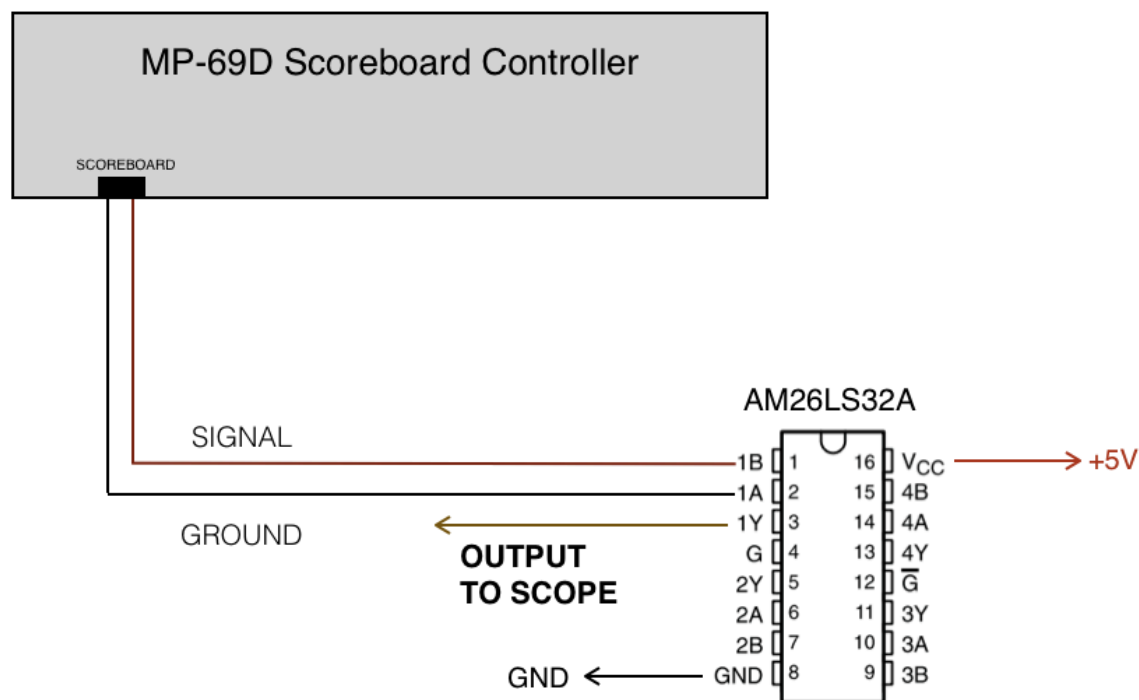 MP-69D Scoreboard Controller
SCOREBOARD
AM26LS32A
SIGNAL
1B 1 16 VCC +5V
1A 2 15 4B
GROUND
1Y 3 14 4A
OUTPUT
TO SCOPE
G 4 13 4Y
2Y 5 12 G̅
2A 6 11 3Y
2B 7 10 3A
GND GND 8 9 3B